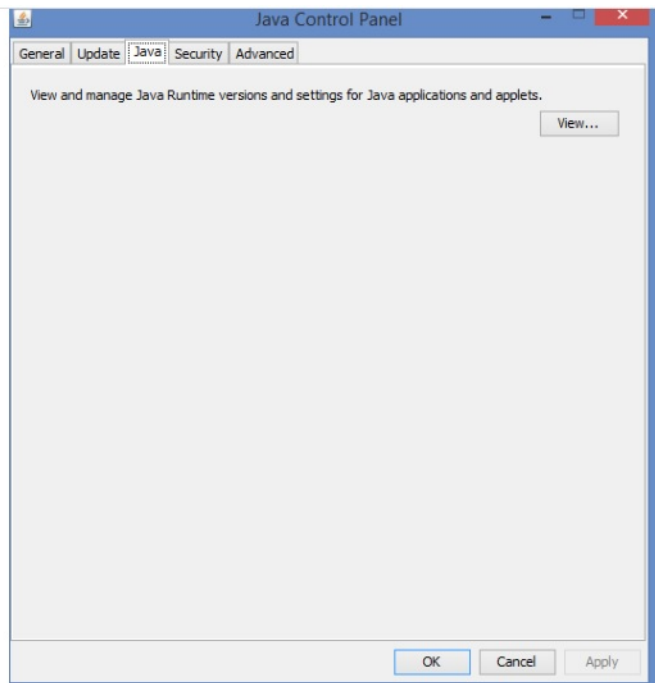 Java Control Panel
General Update Java Security Advanced
View and manage Java Runtime versions and settings for Java applications and applets.
View...
OK Cancel Apply